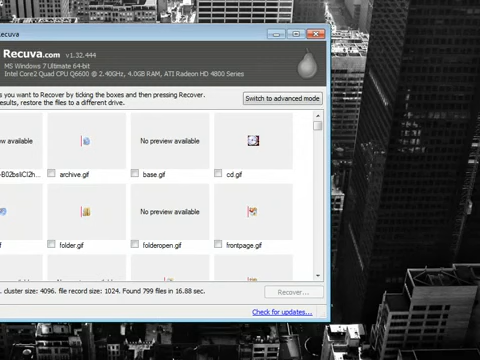 Recuva
Recuva.com v1.32.444
MS Windows 7 Ultimate 64-bit
Intel Core2 Quad CPU Q6600 @ 2.40GHz, 4.0GB RAM, ATI Radeon HD 4800 Series
s you want to Recover by ticking the boxes and then pressing Recover.
esults, restore the files to a different drive.
Switch to advanced mode
ew available
No preview available
archive.gif
base.gif
cd.gif
No preview available
f
folder.gif
folderopen.gif
frontpage.gif
cluster size: 4096. file record size: 1024. Found 799 files in 16.88 sec.
Recover...
Check for updates...